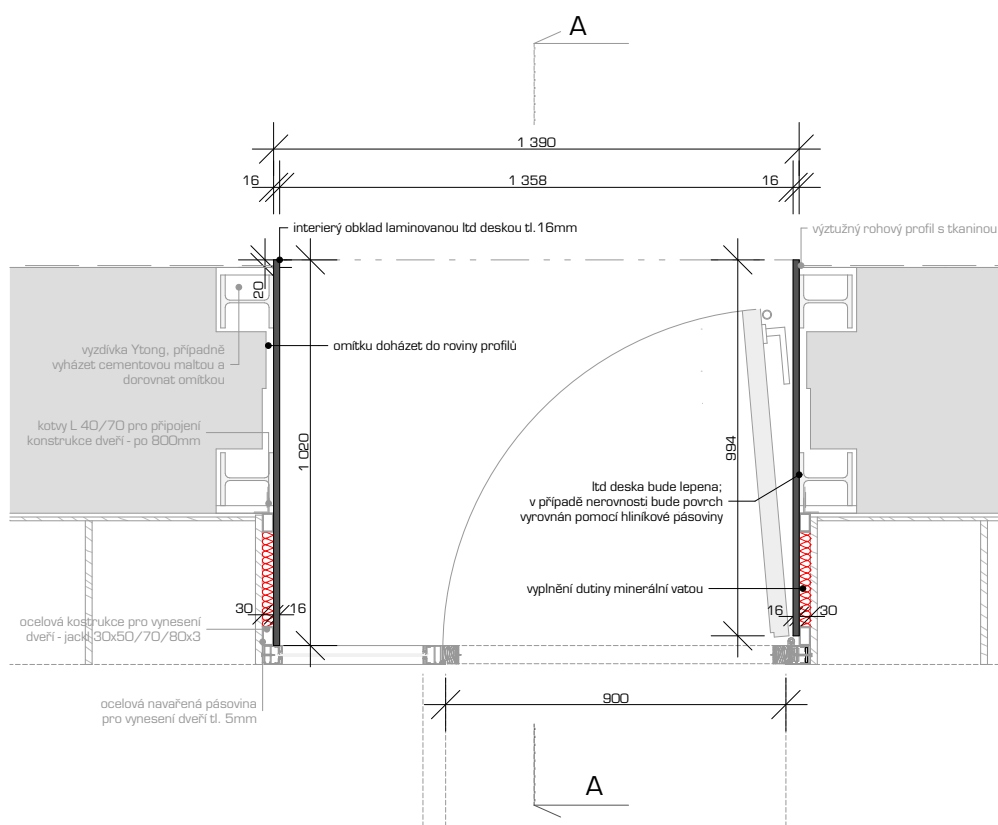 A
1 390
16
1 358
16
interierý obklad laminovanou ltd deskou tl.16mm
výztužný rohový profil s tkaninou
20
omítku doházet do roviny profilů
vyzdívka Ytong, případně
vyházet cementovou maltou a
dorovnat omítkou
kotvy L 40/70 pro připojení
konstrukce dveří - po 800mm
1 020
994
ltd deska bude lepena;
v případě nerovnosti bude povrch
vyrovnán pomocí hliníkové pásoviny
vyplnění dutiny minerální vatou
30
16
16
30
ocelová kostrukce pro vynesení
dveří - jackl 30x50/70/80x3
ocelová navařená pásovina
pro vynesení dveří tl. 5mm
900
A